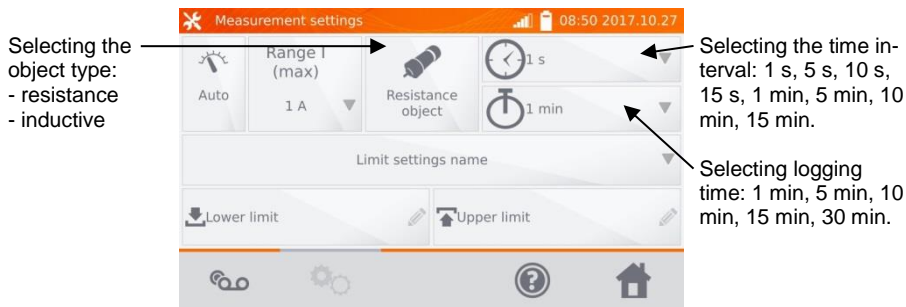 Measurement settings
08:50 2017.10.27
Selecting the
object type:
- resistance
- inductive
Auto
Range I
(max)
1 A
Resistance
object
1 s
1 min
Selecting the time in-
terval: 1 s, 5 s, 10 s,
15 s, 1 min, 5 min, 10
min, 15 min.
Selecting logging
time: 1 min, 5 min, 10
min, 15 min, 30 min.
Limit settings name
Lower limit
Upper limit